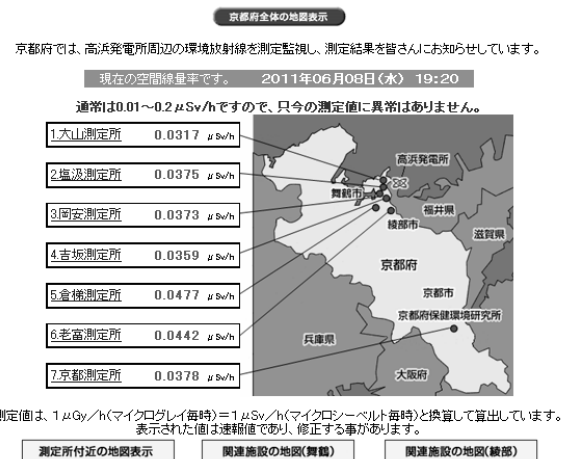 京都府全体の地図表示
京都府では、高浜発電所周辺の環境放射線を測定監視し、測定結果を皆さんにお知らせしています。
現在の空間線量率です。 2011年06月08日(水) 19:20
通常は0.01～0.2μSv/hですので、只今の測定値に異常はありません。
1.大山測定所 0.0317 μSv/h
2.塩汲測定所 0.0375 μSv/h
3.岡安測定所 0.0373 μSv/h
4.吉坂測定所 0.0359 μSv/h
5.倉梯測定所 0.0477 μSv/h
6.老富測定所 0.0442 μSv/h
7.京都測定所 0.0378 μSv/h
高浜発電所
舞鶴市
福井県
綾部市
滋賀県
京都府
京都市
京都府保健環境研究所
兵庫県
大阪府
測定値は、1μGy／h(マイクログレイ毎時)＝1μSv／h(マイクロシーベルト毎時)と換算して算出しています。
表示された値は速報値であり、修正する事があります。
測定所付近の地図表示 関連施設の地図(舞鶴) 関連施設の地図(綾部)